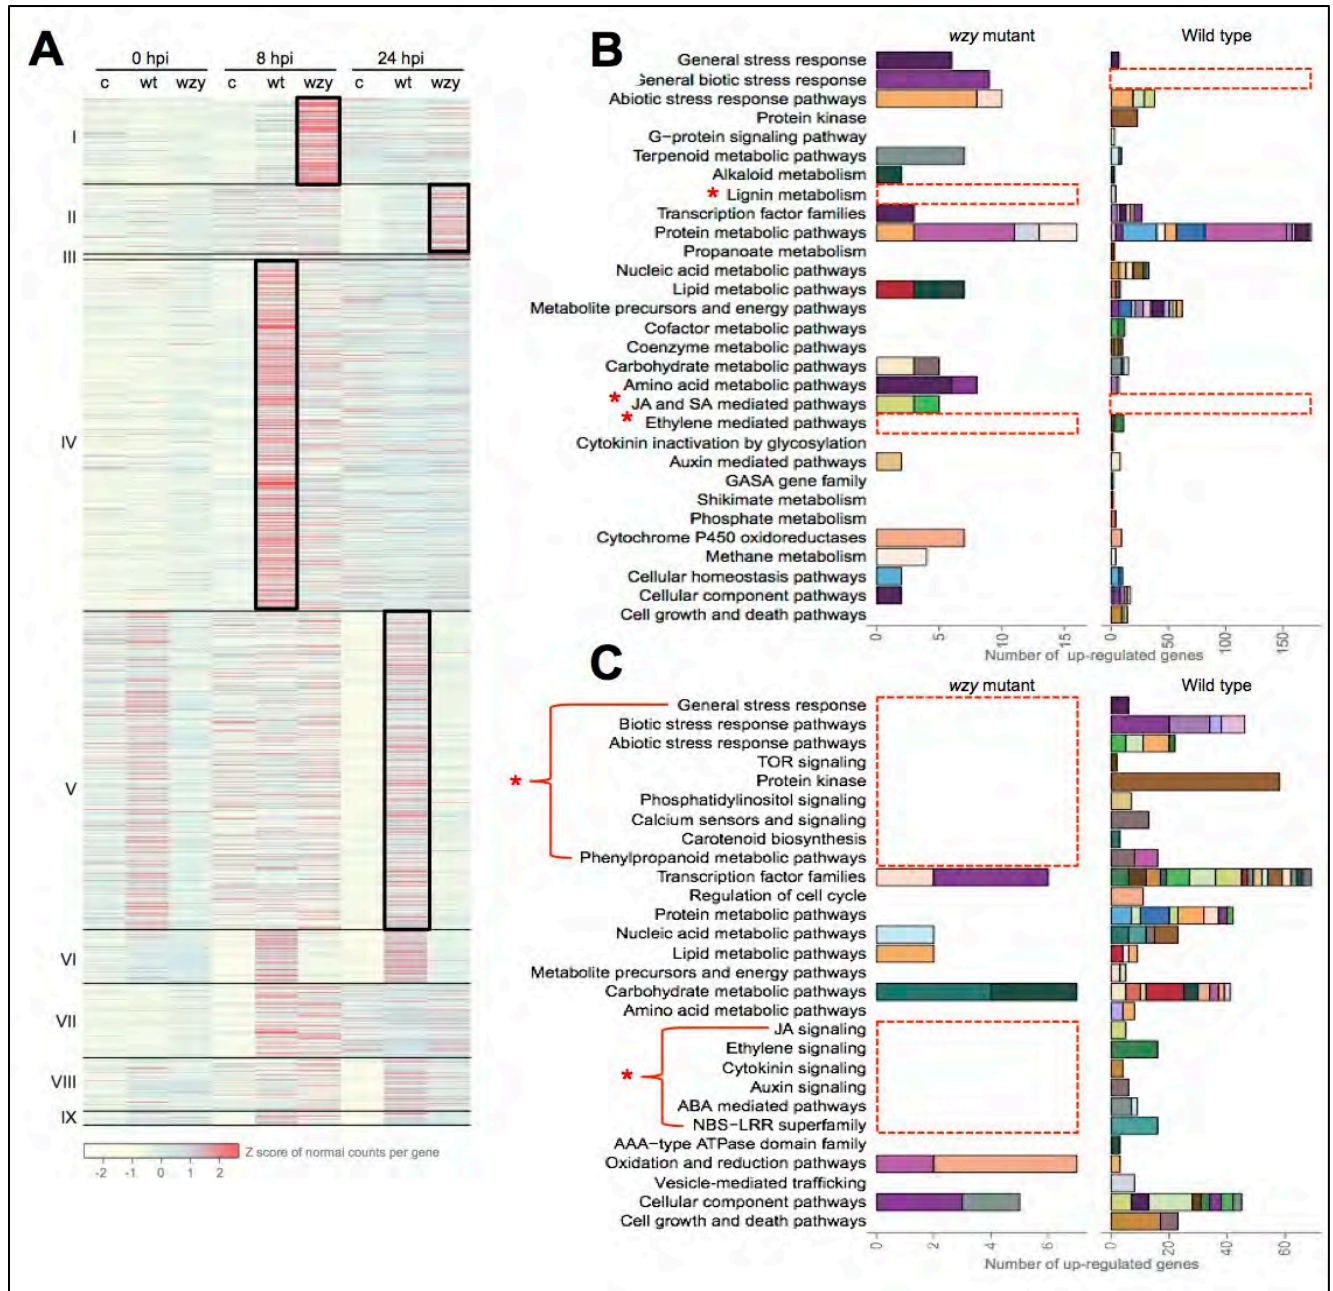 A
0 hpi 8 hpi 24 hpi
c wt wzy c wt wzy c wt wzy
I
II
III
IV
V
VI
VII
VIII
IX
-2 -1 0 1 2
Z score of normal counts per gene
B
wzy mutant Wild type
General stress response
General biotic stress response
Abiotic stress response pathways
Protein kinase
G−protein signaling pathway
Terpenoid metabolic pathways
Alkaloid metabolism
* Lignin metabolism
Transcription factor families
Protein metabolic pathways
Propanoate metabolism
Nucleic acid metabolic pathways
Lipid metabolic pathways
Metabolite precursors and energy pathways
Cofactor metabolic pathways
Coenzyme metabolic pathways
Carbohydrate metabolic pathways
Amino acid metabolic pathways
* JA and SA mediated pathways
* Ethylene mediated pathways
Cytokinin inactivation by glycosylation
Auxin mediated pathways
GASA gene family
Shikimate metabolism
Phosphate metabolism
Cytochrome P450 oxidoreductases
Methane metabolism
Cellular homeostasis pathways
Cellular component pathways
Cell growth and death pathways
0 5 10 15 0 50 100 150
Number of up-regulated genes
C
wzy mutant Wild type
General stress response
Biotic stress response pathways
Abiotic stress response pathways
TOR signaling
* Protein kinase
Phosphatidylinositol signaling
Calcium sensors and signaling
Carotenoid biosynthesis
Phenylpropanoid metabolic pathways
Transcription factor families
Regulation of cell cycle
Protein metabolic pathways
Nucleic acid metabolic pathways
Lipid metabolic pathways
Metabolite precursors and energy pathways
Carbohydrate metabolic pathways
Amino acid metabolic pathways
JA signaling
Ethylene signaling
* Cytokinin signaling
Auxin signaling
ABA mediated pathways
NBS−LRR superfamily
AAA−type ATPase domain family
Oxidation and reduction pathways
Vesicle−mediated trafficking
Cellular component pathways
Cell growth and death pathways
0 2 4 6 0 20 40 60
Number of up-regulated genes